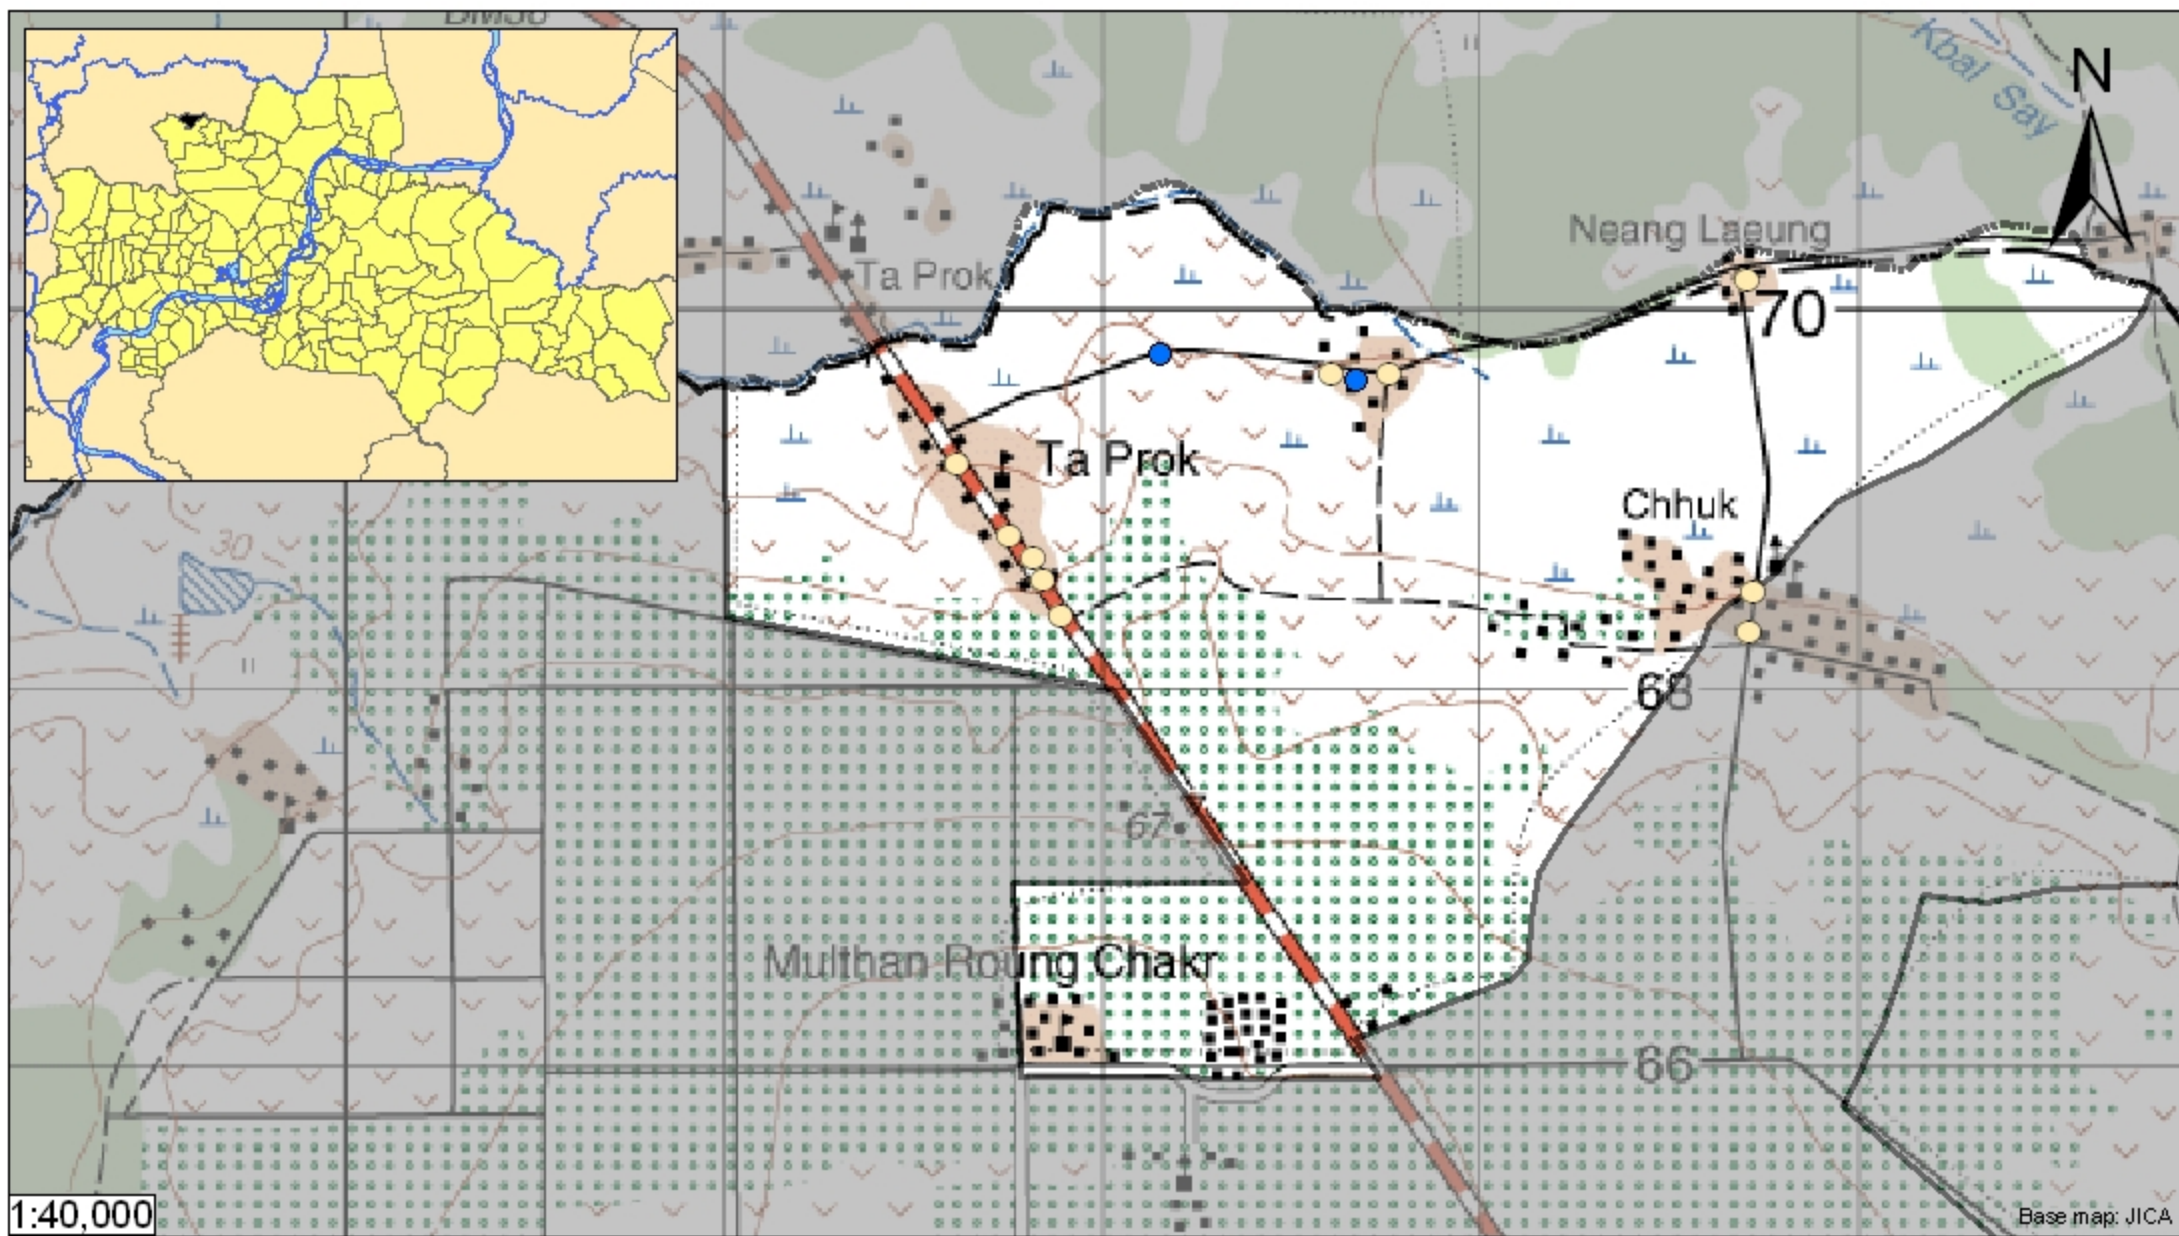 BM38
Kbal Say
N
Neang Laeung
Ta Prok
70
30
Ta Prok
Chhuk
68
67
Multhan Roung Chakr
66
1:40,000
Base map: JICA